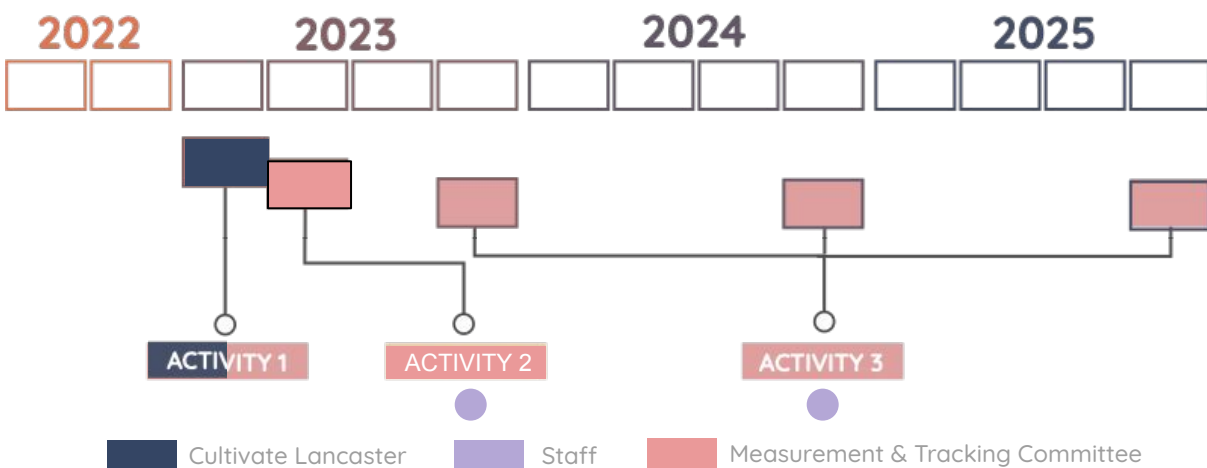 2022 2023 2024 2025
ACTIVITY 1 ACTIVITY 2 ACTIVITY 3
Cultivate Lancaster Staff Measurement & Tracking Committee